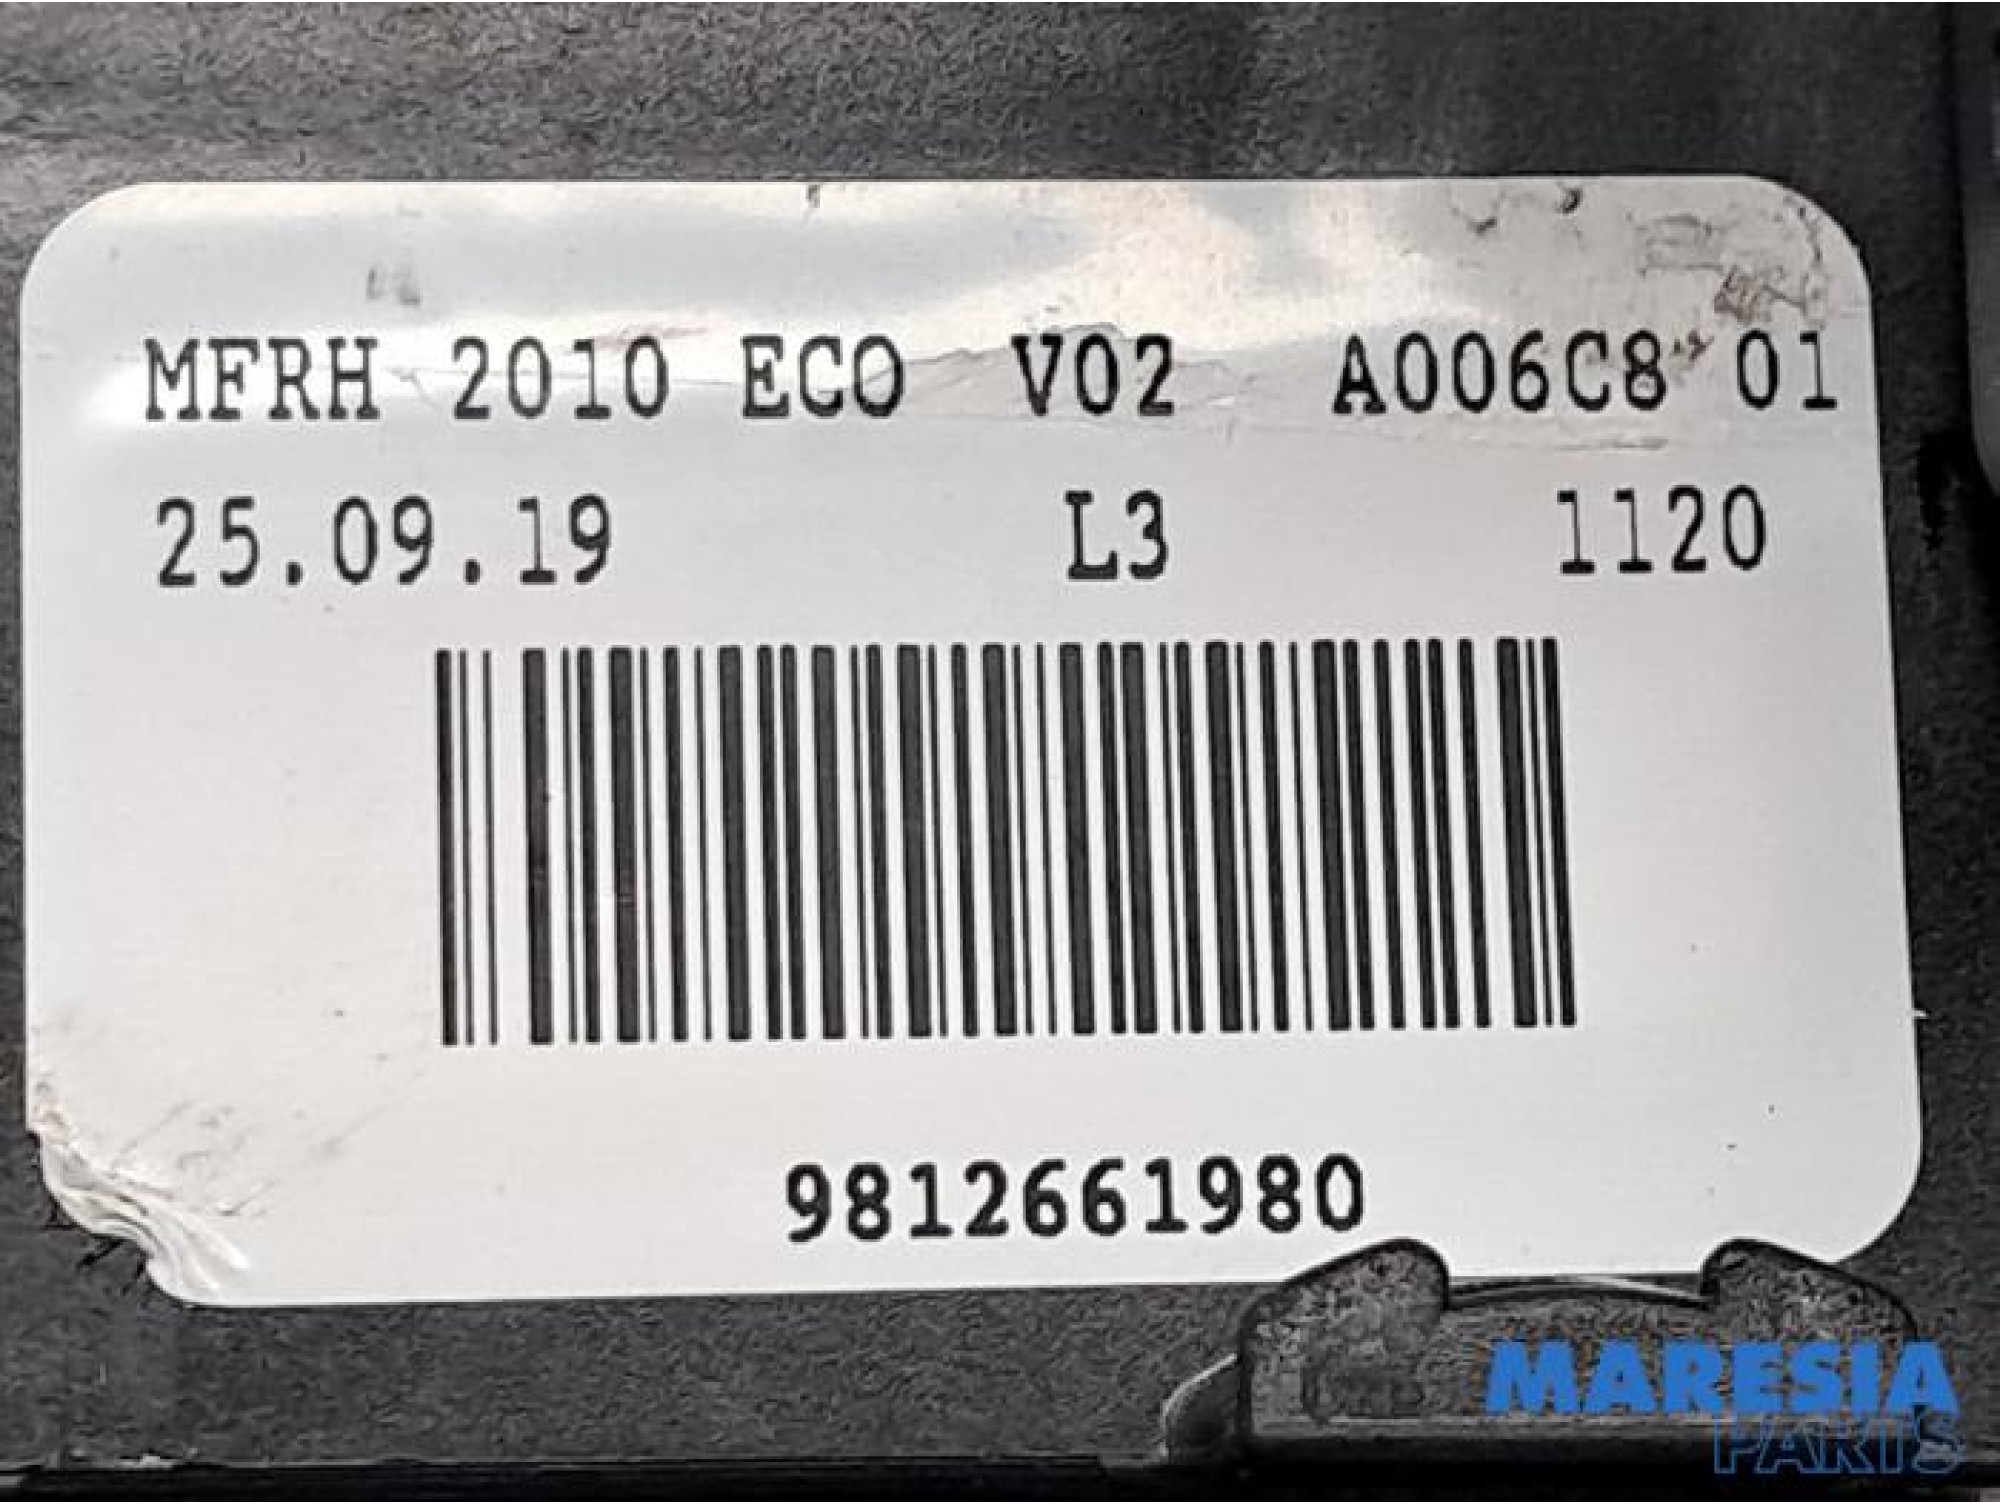 MFRH 2010 ECO V02 A006C8 01
25.09.19 L3 1120
9812661980
MARESIA
PARTS